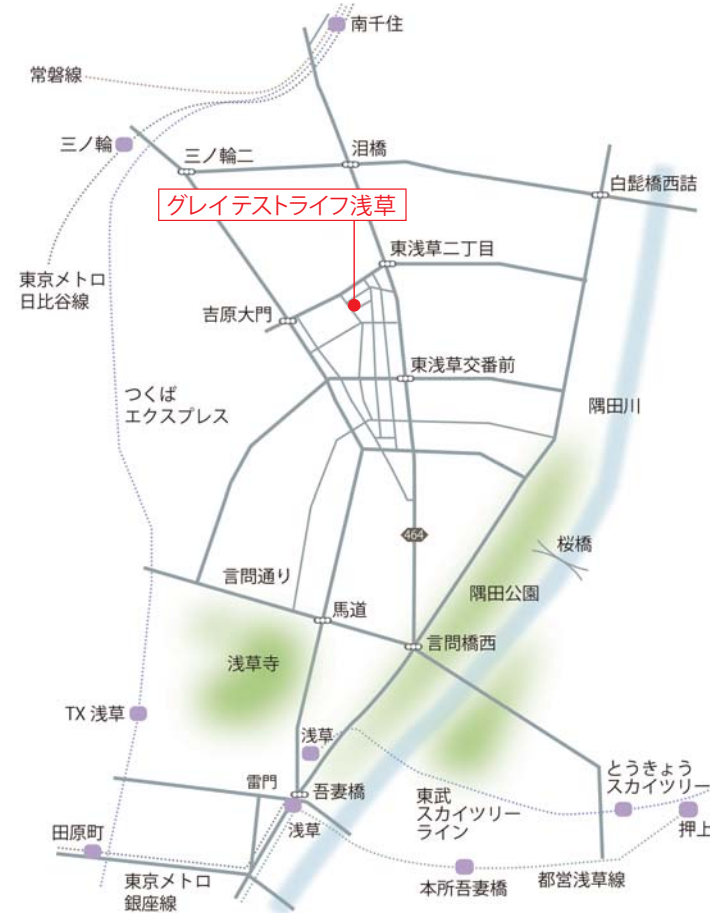 南千住
常磐線
三ノ輪
三ノ輪二
泪橋
白髭橋西詰
グレイテストライフ浅草
東浅草二丁目
東京メトロ
日比谷線
吉原大門
東浅草交番前
つくば
エクスプレス
隅田川
464
桜橋
言問通り
隅田公園
馬道
言問橋西
浅草寺
TX 浅草
浅草
雷門
吾妻橋
浅草
東武
スカイツリー
ライン
とうきょう
スカイツリー
押上
田原町
東京メトロ
銀座線
本所吾妻橋
都営浅草線